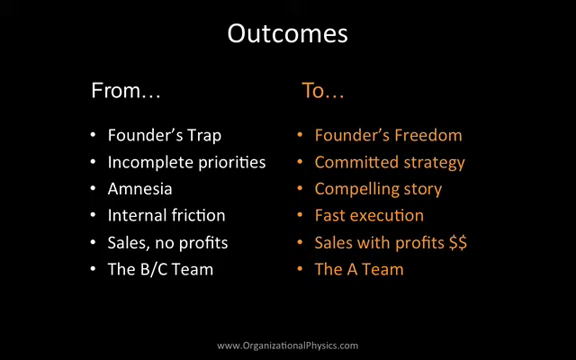 Outcomes
From...
• Founder's Trap
• Incomplete priorities
• Amnesia
• Internal friction
• Sales, no profits
• The B/C Team
To...
• Founder's Freedom
• Committed strategy
• Compelling story
• Fast execution
• Sales with profits $$
• The A Team
www.OrganizationalPhysics.com